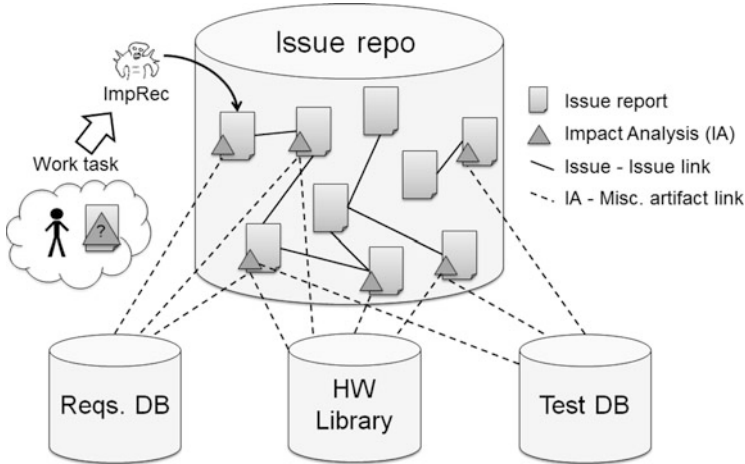 Issue repo
ImpRec
Work task
?
Issue report
Impact Analysis (IA)
Issue - Issue link
IA - Misc. artifact link
Reqs. DB
HW
Library
Test DB